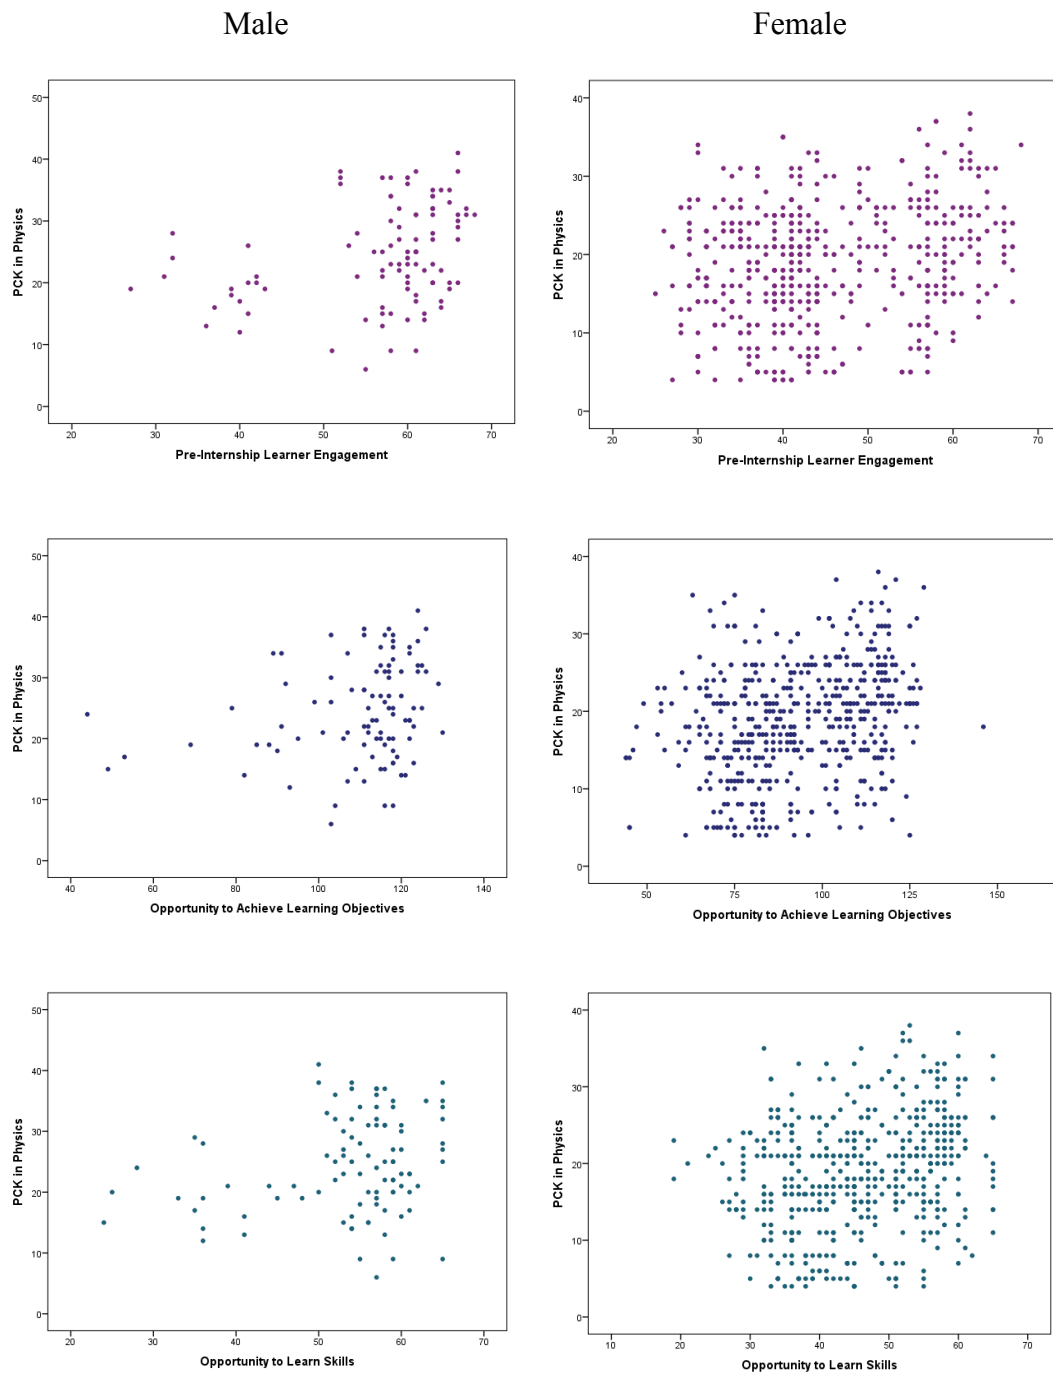 Male
Female
50
40
30
20
10
0
PCK in Physics
20 30 40 50 60 70
Pre-Internship Learner Engagement
40
30
20
10
0
PCK in Physics
20 30 40 50 60 70
Pre-Internship Learner Engagement
50
40
30
20
10
0
PCK in Physics
40 60 80 100 120 140
Opportunity to Achieve Learning Objectives
40
30
20
10
0
PCK in Physics
50 75 100 125 150
Opportunity to Achieve Learning Objectives
50
40
30
20
10
0
PCK in Physics
20 30 40 50 60 70
Opportunity to Learn Skills
40
30
20
10
0
PCK in Physics
10 20 30 40 50 60 70
Opportunity to Learn Skills